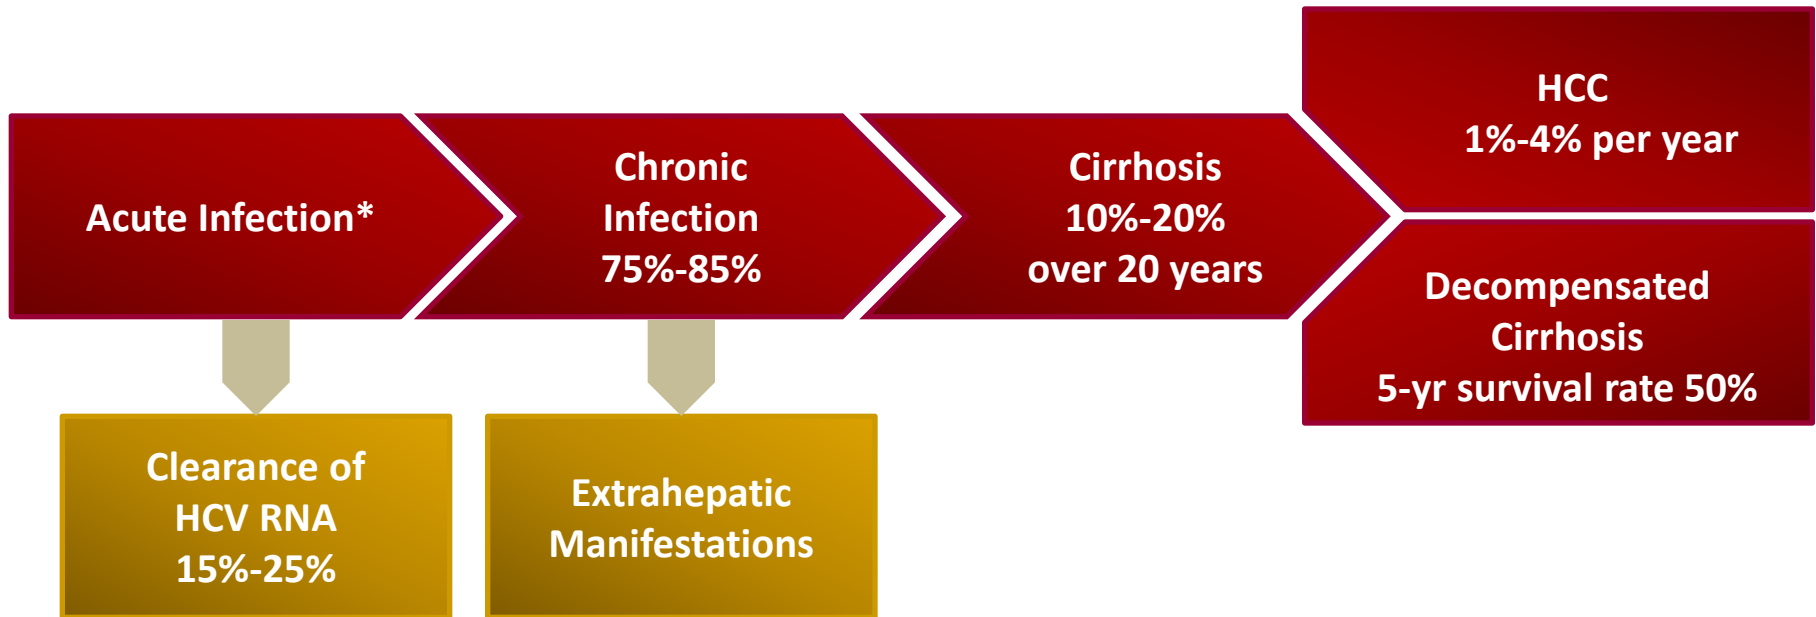 Acute Infection*
Chronic
Infection
75%-85%
Cirrhosis
10%-20%
over 20 years
HCC
1%-4% per year
Decompensated
Cirrhosis
5-yr survival rate 50%
Clearance of
HCV RNA
15%-25%
Extrahepatic
Manifestations